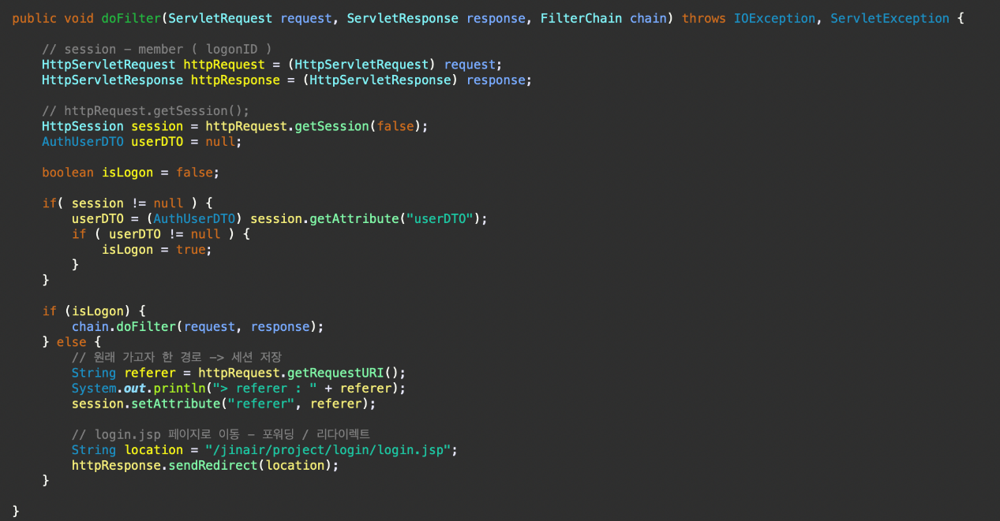 public void doFilter(ServletRequest request, ServletResponse response, FilterChain chain) throws IOException, ServletException {
// session – member ( logonID )
HttpServletRequest httpRequest = (HttpServletRequest) request;
HttpServletResponse httpResponse = (HttpServletResponse) response;
// httpRequest.getSession();
HttpSession session = httpRequest.getSession(false);
AuthUserDTO userDTO = null;
boolean isLogon = false;
if( session != null ) {
userDTO = (AuthUserDTO) session.getAttribute("userDTO");
if ( userDTO != null ) {
isLogon = true;
}
}
if (isLogon) {
chain.doFilter(request, response);
} else {
// 원래 가고자 한 경로 –> 세션 저장
String referer = httpRequest.getRequestURI();
System.out.println("> referer : " + referer);
session.setAttribute("referer", referer);
// login.jsp 페이지로 이동 – 포워딩 / 리다이렉트
String location = "/jinair/project/login/login.jsp";
httpResponse.sendRedirect(location);
}
}